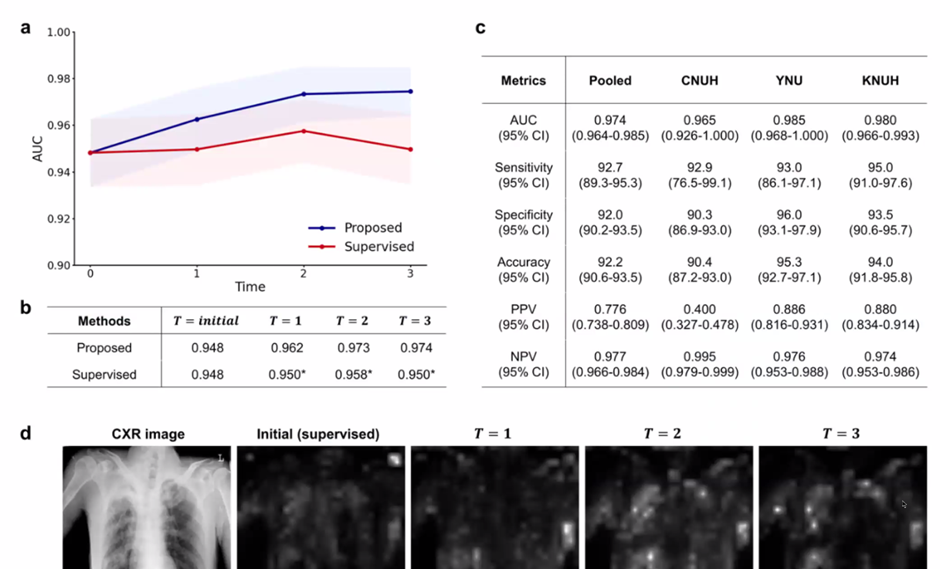 a
1.00
0.98
0.96
0.94
0.92
0.90
AUC
0
1
2
3
Time
Proposed
Supervised
b
Methods T = initial T = 1 T = 2 T = 3
Proposed 0.948 0.962 0.973 0.974
Supervised 0.948 0.950* 0.958* 0.950*
c
Metrics Pooled CNUH YNU KNUH
AUC 0.974 0.965 0.985 0.980
(95% CI) (0.964-0.985) (0.926-1.000) (0.968-1.000) (0.966-0.993)
Sensitivity 92.7 92.9 93.0 95.0
(95% CI) (89.3-95.3) (76.5-99.1) (86.1-97.1) (91.0-97.6)
Specificity 92.0 90.3 96.0 93.5
(95% CI) (90.2-93.5) (86.9-93.0) (93.1-97.9) (90.6-95.7)
Accuracy 92.2 90.4 95.3 94.0
(95% CI) (90.6-93.5) (87.2-93.0) (92.7-97.1) (91.8-95.8)
PPV 0.776 0.400 0.886 0.880
(95% CI) (0.738-0.809) (0.327-0.478) (0.816-0.931) (0.834-0.914)
NPV 0.977 0.995 0.976 0.974
(95% CI) (0.966-0.984) (0.979-0.999) (0.953-0.988) (0.953-0.986)
d
CXR image Initial (supervised) T = 1 T = 2 T = 3
L